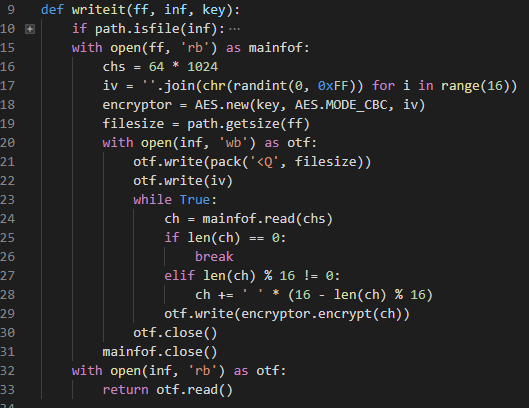 9 def writeit(ff, inf, key):
10 if path.isfile(inf):···
15 with open(ff, 'rb') as mainfof:
16 chs = 64 * 1024
17 iv = ''.join(chr(randint(0, 0xFF)) for i in range(16))
18 encryptor = AES.new(key, AES.MODE_CBC, iv)
19 filesize = path.getsize(ff)
20 with open(inf, 'wb') as otf:
21 otf.write(pack('<Q', filesize))
22 otf.write(iv)
23 while True:
24 ch = mainfof.read(chs)
25 if len(ch) == 0:
26 break
27 elif len(ch) % 16 != 0:
28 ch += ' ' * (16 - len(ch) % 16)
29 otf.write(encryptor.encrypt(ch))
30 otf.close()
31 mainfof.close()
32 with open(inf, 'rb') as otf:
33 return otf.read()